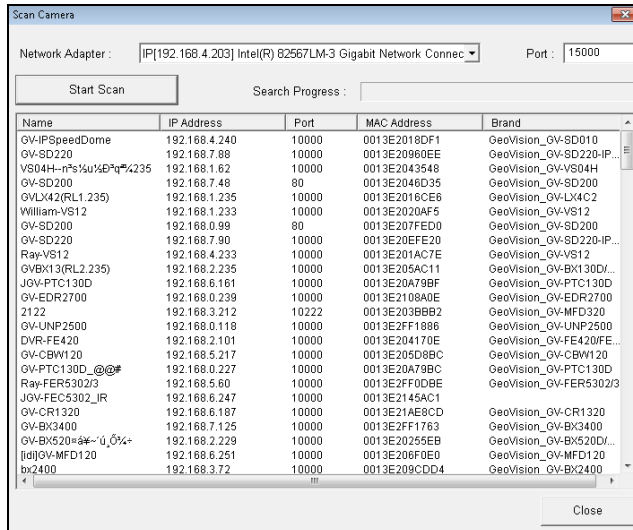 Scan Camera
Network Adapter : IP[192.168.4.203] Intel(R) 82567LM-3 Gigabit Network Connec Port : 15000
Start Scan Search Progress :
Name IP Address Port MAC Address Brand
GV-IPSpeedDome 192.168.4.240 10000 0013E2018DF1 GeoVision_GV-SD010
GV-SD220 192.168.7.88 10000 0013E20960EE GeoVision_GV-SD220-IP...
192.168.1.62 10000 0013E2043548 GeoVision_GV-VS04H
GV-SD200 192.168.7.48 80 0013E2046D35 GeoVision_GV-SD200
GVLX42(RL1.235) 192.168.1.235 10000 0013E2016CE6 GeoVision_GV-LX4C2
William-VS12 192.168.1.233 10000 0013E2020AF5 GeoVision_GV-VS12
GV-SD200 192.168.0.99 80 0013E207FED0 GeoVision_GV-SD200
GV-SD220 192.168.7.90 10000 0013E20EFE20 GeoVision_GV-SD220-IP...
Ray-VS12 192.168.4.233 10000 0013E201AC7E GeoVision_GV-VS12
GVBX13(RL2.235) 192.168.2.235 10000 0013E205AC11 GeoVision_GV-BX130D/...
JGV-PTC130D 192.168.6.161 10000 0013E20A79BF GeoVision_GV-PTC130D
GV-EDR2700 192.168.0.239 10000 0013E2108A0E GeoVision_GV-EDR2700
2122 192.168.3.212 10222 0013E203BBB2 GeoVision_GV-MFD320
GV-UNP2500 192.168.0.118 10000 0013E2FF1886 GeoVision_GV-UNP2500
DVR-FE420 192.168.2.101 10000 0013E204170E GeoVision_GV-FE420/FE...
GV-CBW120 192.168.5.217 10000 0013E205D8BC GeoVision_GV-CBW120
GV-PTC130D_@@# 192.168.0.227 10000 0013E20A79BC GeoVision_GV-PTC130D
Ray-FER5302/3 192.168.5.60 10000 0013E2FF0DBE GeoVision_GV-FER5302/3
JGV-FEC5302_IR 192.168.6.247 10000 0013E2145AC1
GV-CR1320 192.168.6.187 10000 0013E21AE8CD GeoVision_GV-CR1320
GV-BX3400 192.168.7.125 10000 0013E2FF1763 GeoVision_GV-BX3400
192.168.2.229 10000 0013E20255EB GeoVision_GV-BX520D/...
[idi]GV-MFD120 192.168.6.251 10000 0013E206F0E0 GeoVision_GV-MFD120
bx2400 192.168.3.72 10000 0013E209CDD4 GeoVision_GV-BX2400
Close